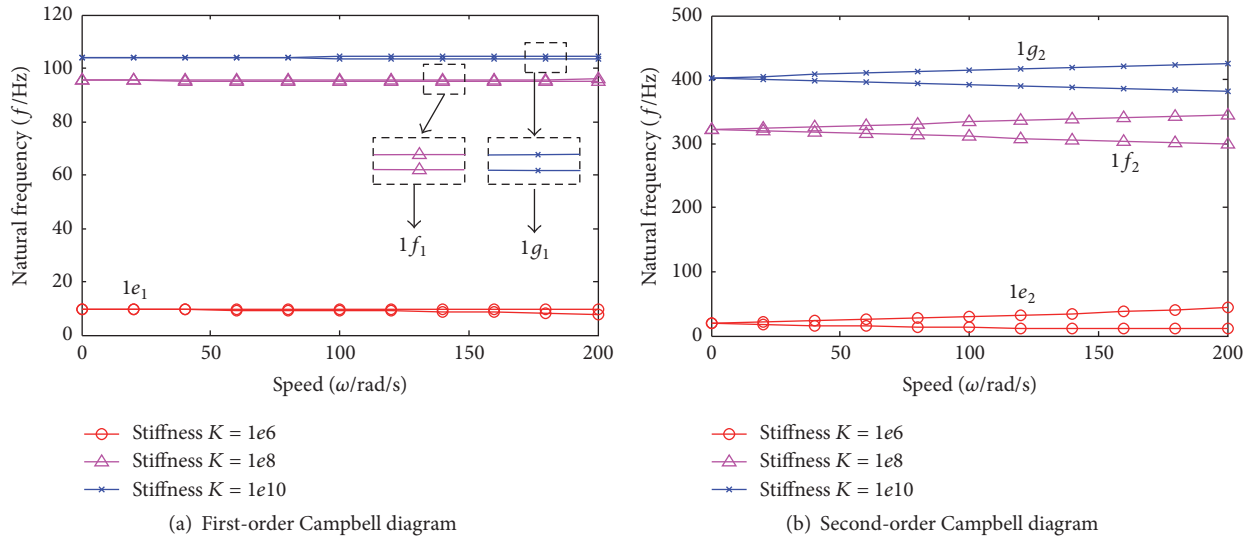 120
100
80
60
40
20
0
Natural frequency (f/Hz)
1f₁
1g₁
1e₁
0
50
100
150
200
Speed (ω/rad/s)
Stiffness K = 1e6
Stiffness K = 1e8
Stiffness K = 1e10
(a) First-order Campbell diagram
500
400
300
200
100
0
Natural frequency (f/Hz)
1g₂
1f₂
1e₂
0
50
100
150
200
Speed (ω/rad/s)
Stiffness K = 1e6
Stiffness K = 1e8
Stiffness K = 1e10
(b) Second-order Campbell diagram